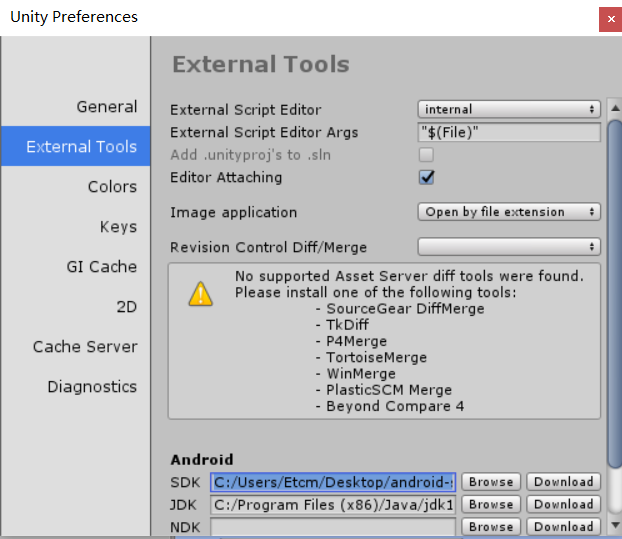 Unity Preferences
External Tools
General
External Tools
Colors
Keys
GI Cache
2D
Cache Server
Diagnostics
External Script Editor internal
External Script Editor Args "$(File)"
Add .unityproj's to .sln
Editor Attaching
Image application Open by file extension
Revision Control Diff/Merge
No supported Asset Server diff tools were found.
Please install one of the following tools:
- SourceGear DiffMerge
- TkDiff
- P4Merge
- TortoiseMerge
- WinMerge
- PlasticSCM Merge
- Beyond Compare 4
Android
SDK C:/Users/Etcm/Desktop/android-s Browse Download
JDK C:/Program Files (x86)/Java/jdk1 Browse Download
NDK Browse Download